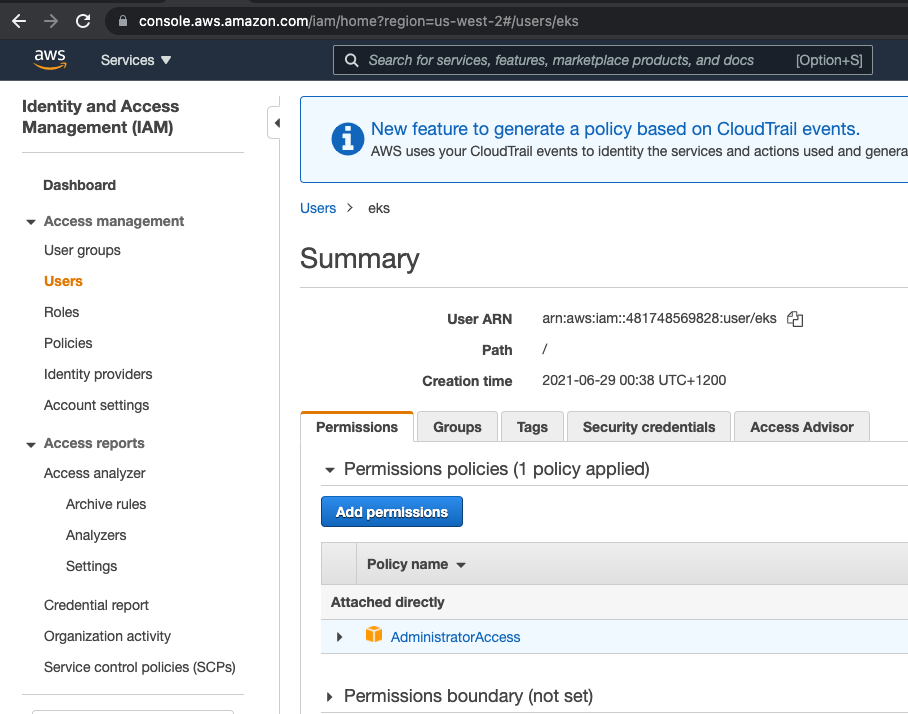 console.aws.amazon.com/iam/home?region=us-west-2#/users/eks
aws
Services
Search for services, features, marketplace products, and docs [Option+S]
Identity and Access
Management (IAM)
Dashboard
Access management
User groups
Users
Roles
Policies
Identity providers
Account settings
Access reports
Access analyzer
Archive rules
Analyzers
Settings
Credential report
Organization activity
Service control policies (SCPs)
New feature to generate a policy based on CloudTrail events.
AWS uses your CloudTrail events to identify the services and actions used and genera
Users > eks
Summary
User ARN arn:aws:iam::481748569828:user/eks
Path /
Creation time 2021-06-29 00:38 UTC+1200
Permissions Groups Tags Security credentials Access Advisor
Permissions policies (1 policy applied)
Add permissions
Policy name
Attached directly
AdministratorAccess
Permissions boundary (not set)